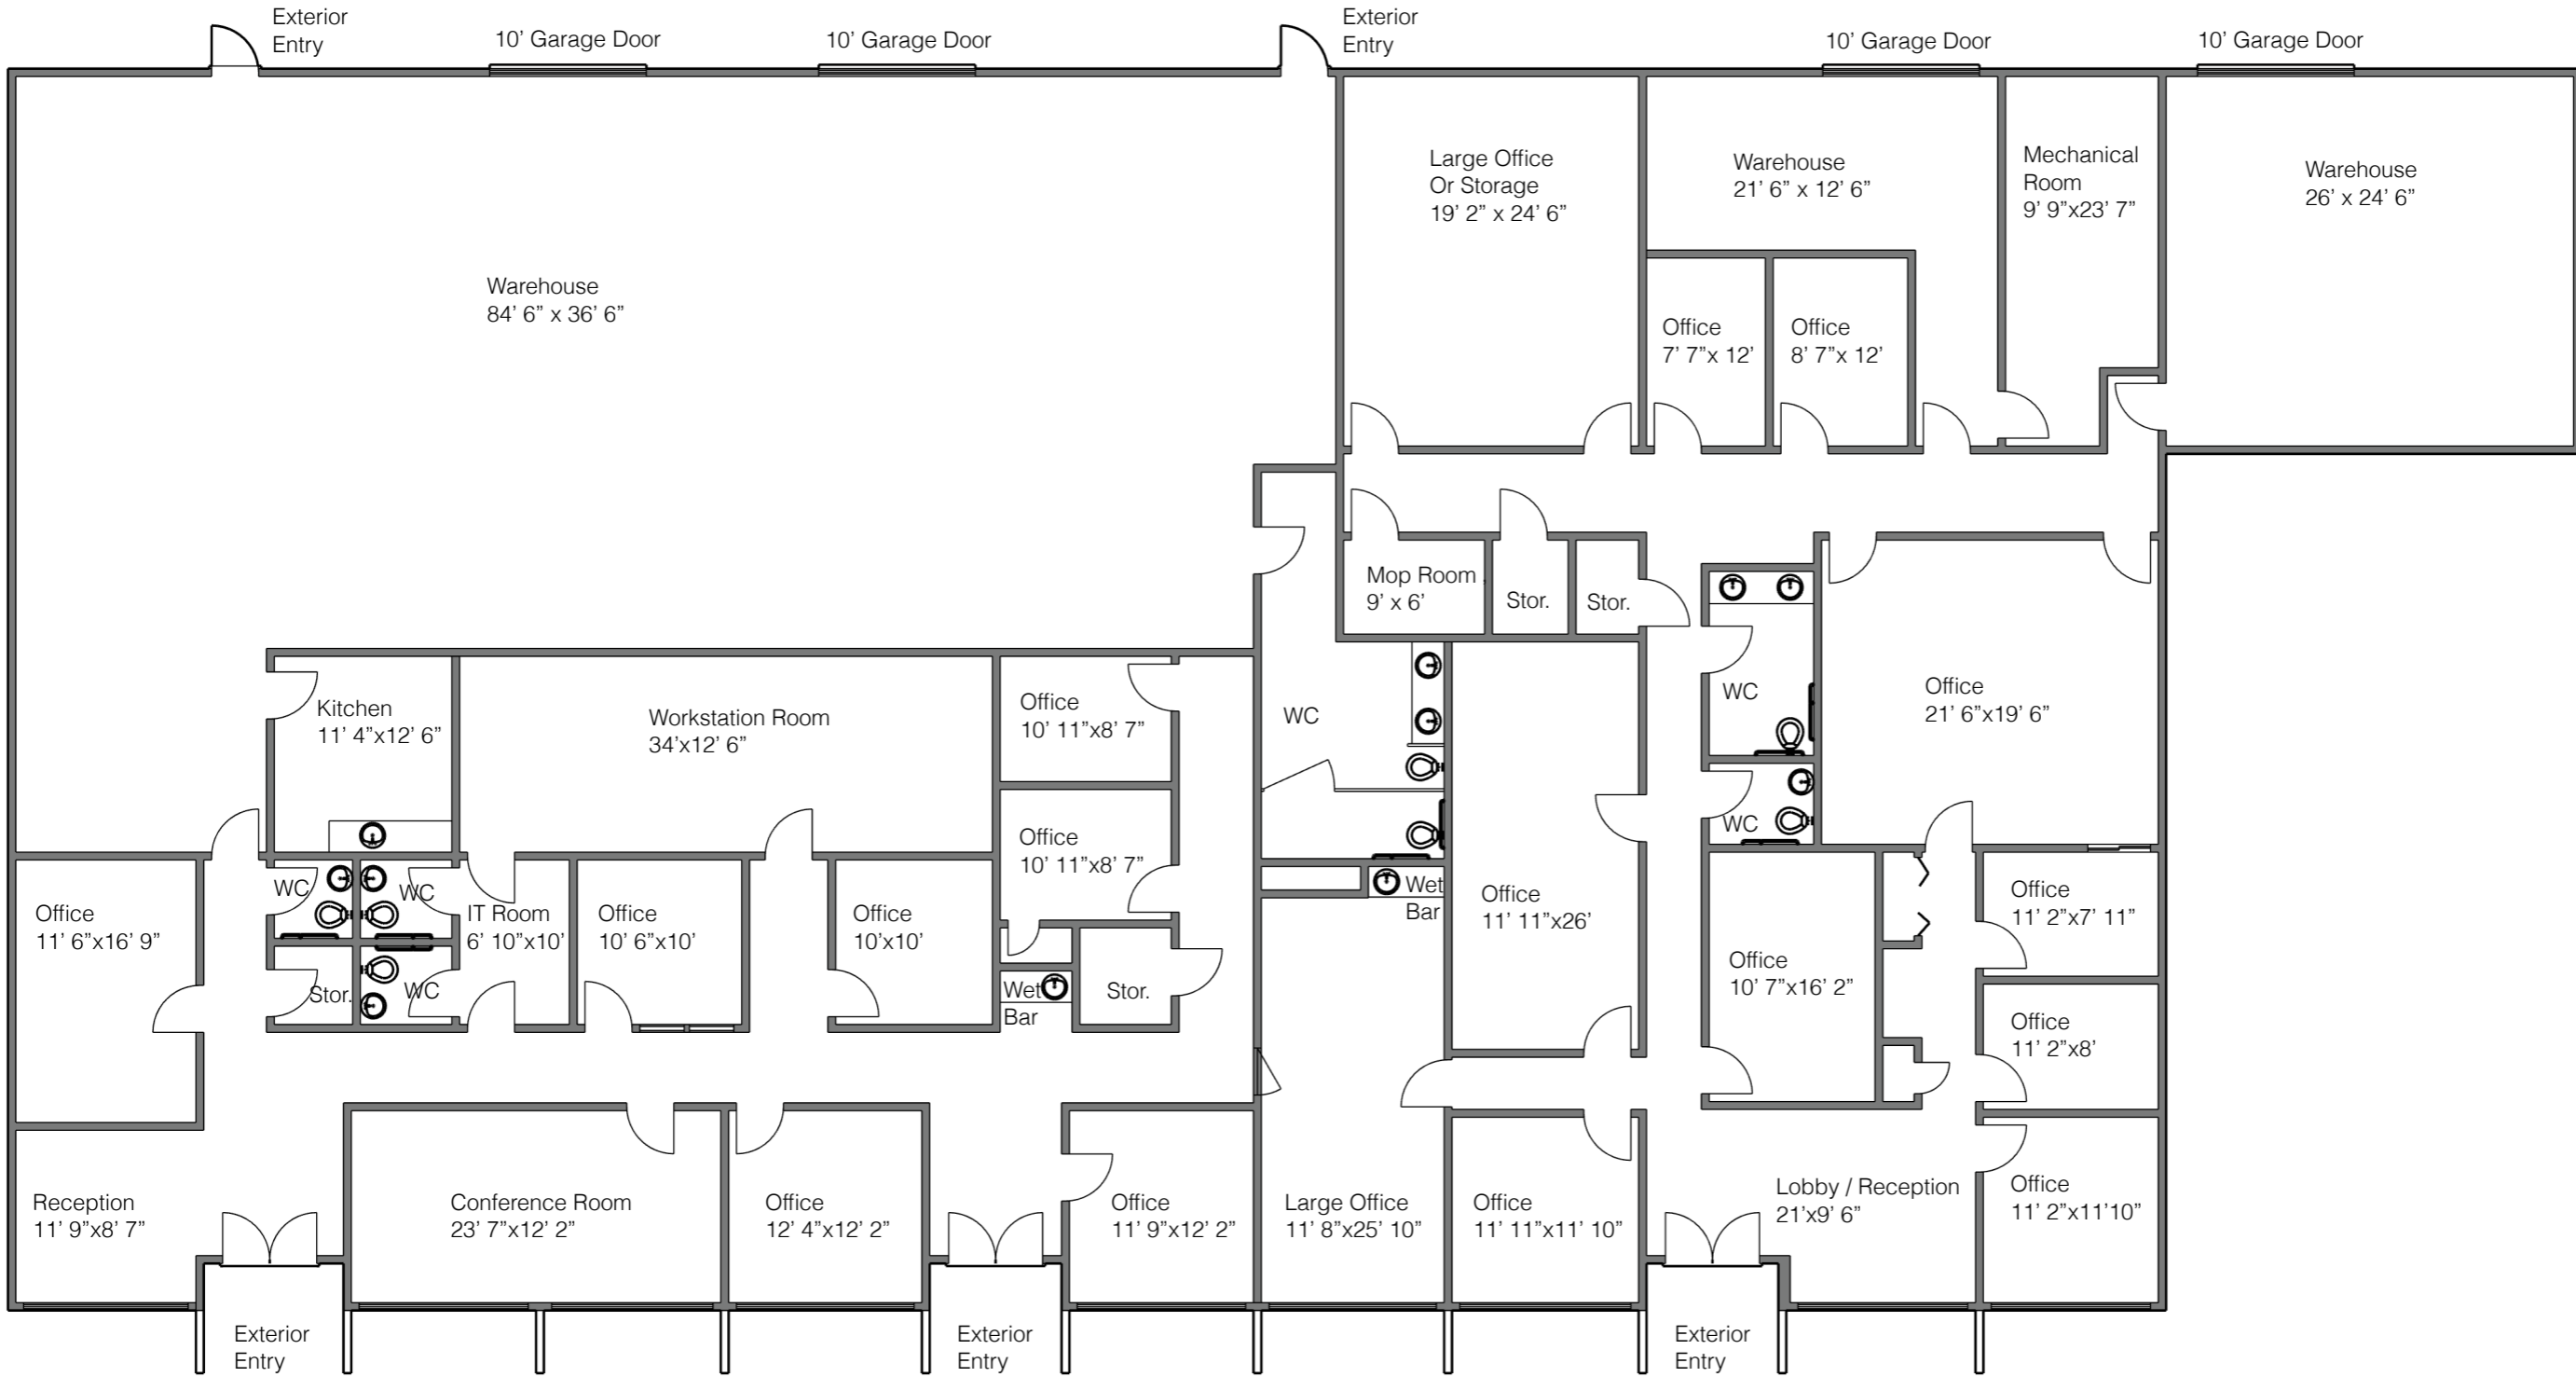 Exterior
Entry
10’ Garage Door
10’ Garage Door
Exterior
Entry
10’ Garage Door
10’ Garage Door
Warehouse
84’ 6” x 36’ 6”
Large Office
Or Storage
19’ 2” x 24’ 6”
Warehouse
21’ 6” x 12’ 6”
Mechanical
Room
9’ 9”x23’ 7”
Warehouse
26’ x 24’ 6”
Office
7’ 7”x 12’
Office
8’ 7”x 12’
Mop Room
9’ x 6’
Stor.
Stor.
Kitchen
11’ 4”x12’ 6”
Workstation Room
34’x12’ 6”
Office
10’ 11”x8’ 7”
WC
WC
Office
21’ 6”x19’ 6”
Office
10’ 11”x8’ 7”
WC
Office
11’ 6”x16’ 9”
WC
WC
IT Room
6’ 10”x10’
Office
10’ 6”x10’
Office
10’x10’
Wet
Bar
Office
11’ 11”x26’
Office
11’ 2”x7’ 11”
Stor.
WC
Wet
Bar
Stor.
Office
10’ 7”x16’ 2”
Office
11’ 2”x8’
Reception
11’ 9”x8’ 7”
Conference Room
23’ 7”x12’ 2”
Office
12’ 4”x12’ 2”
Office
11’ 9”x12’ 2”
Large Office
11’ 8”x25’ 10”
Office
11’ 11”x11’ 10”
Lobby / Reception
21’x9’ 6”
Office
11’ 2”x11’10”
Exterior
Entry
Exterior
Entry
Exterior
Entry